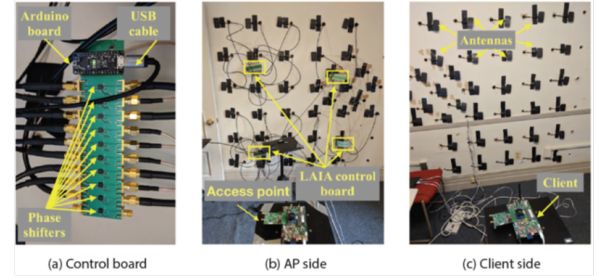 Arduino
board
USB
cable
Phase
shifters
(a) Control board
LAIA control
board
Access point
(b) AP side
Antennas
Client
(c) Client side